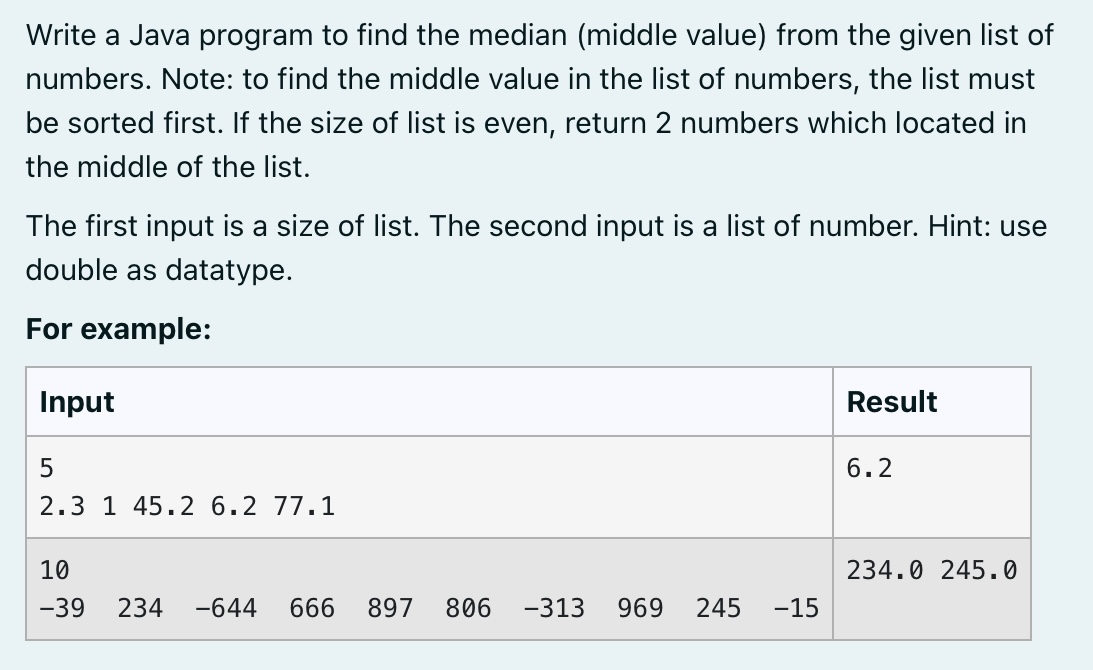 Write a Java program to find the median (middle value) from the given list of
numbers. Note: to find the middle value in the list of numbers, the list must
be sorted first. If the size of list is even, return 2 numbers which located in
the middle of the list.
The first input is a size of list. The second input is a list of number. Hint: use
double as datatype.
For example:
Input Result
5 6.2
2.3 1 45.2 6.2 77.1
10 234.0 245.0
-39 234 -644 666 897 806 -313 969 245 -15